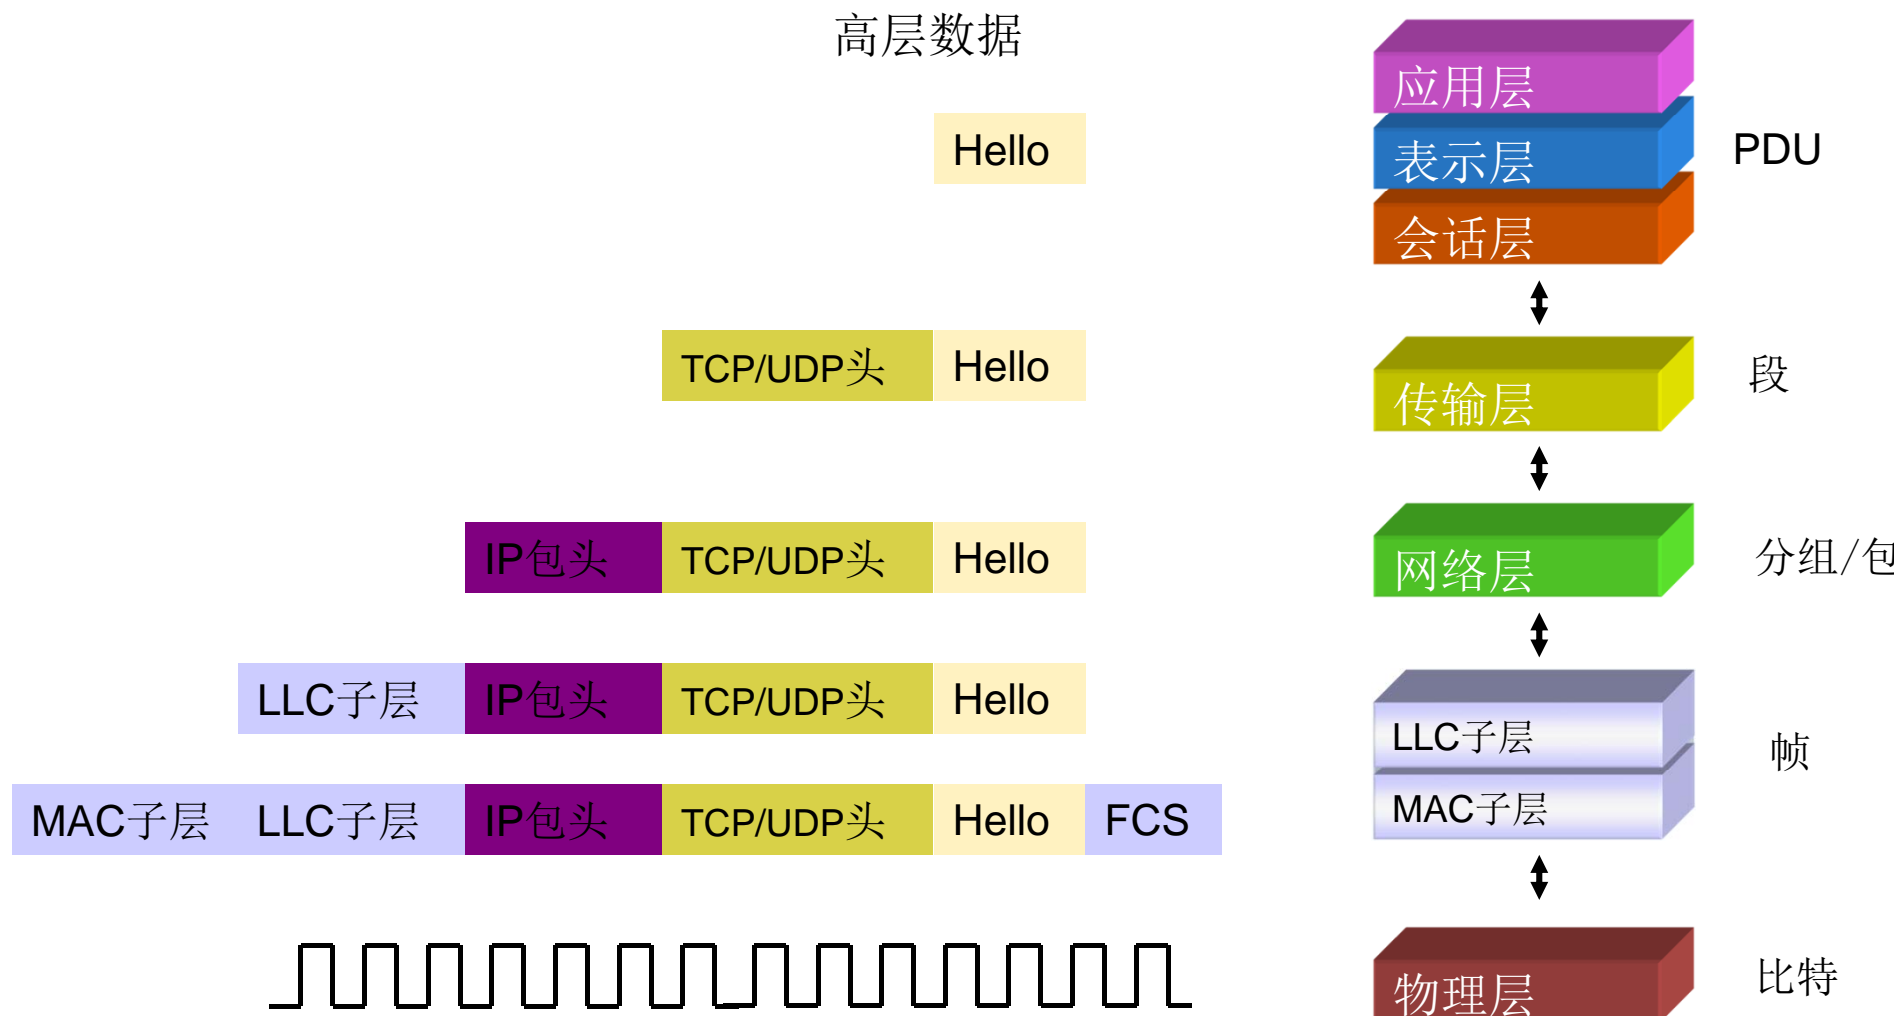 高层数据
应用层
Hello
表示层
PDU
会话层
TCP/UDP头 Hello
传输层
段
IP包头 TCP/UDP头 Hello
网络层
分组/包
LLC子层 IP包头 TCP/UDP头 Hello
LLC子层
帧
MAC子层 LLC子层 IP包头 TCP/UDP头 Hello FCS
MAC子层
物理层
比特